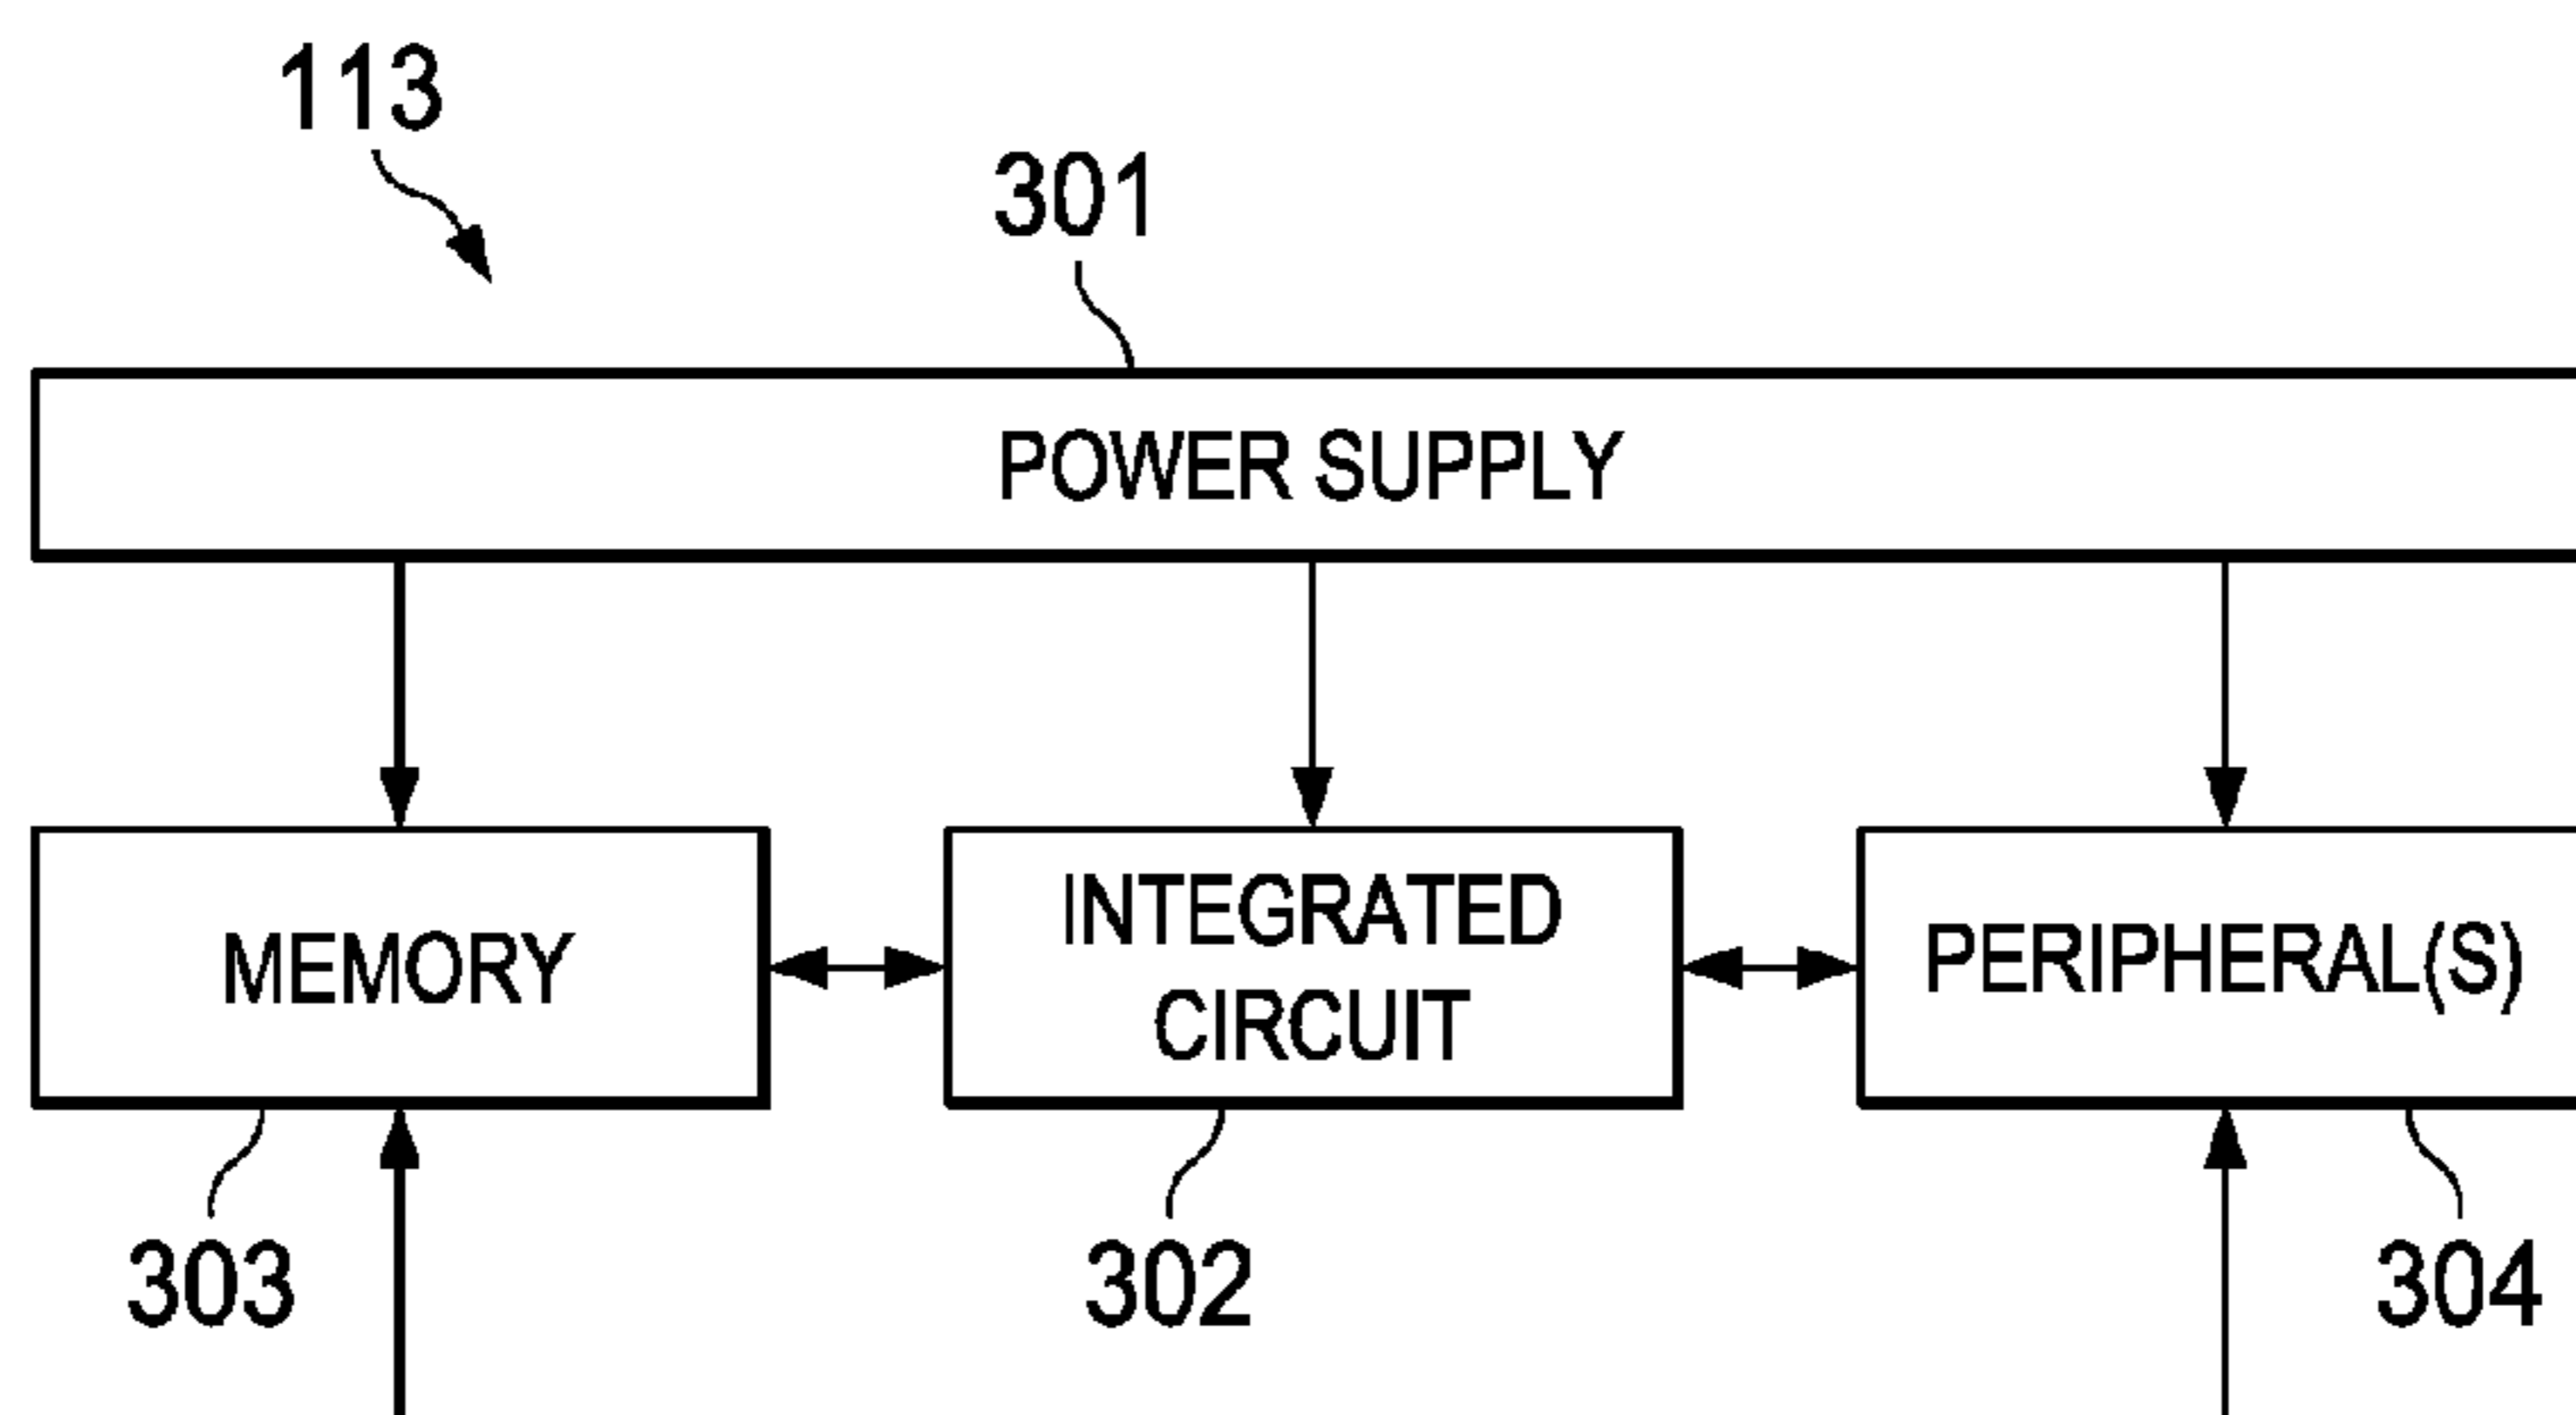 113
301
POWER SUPPLY
MEMORY
INTEGRATED
CIRCUIT
PERIPHERAL(S)
303
302
304